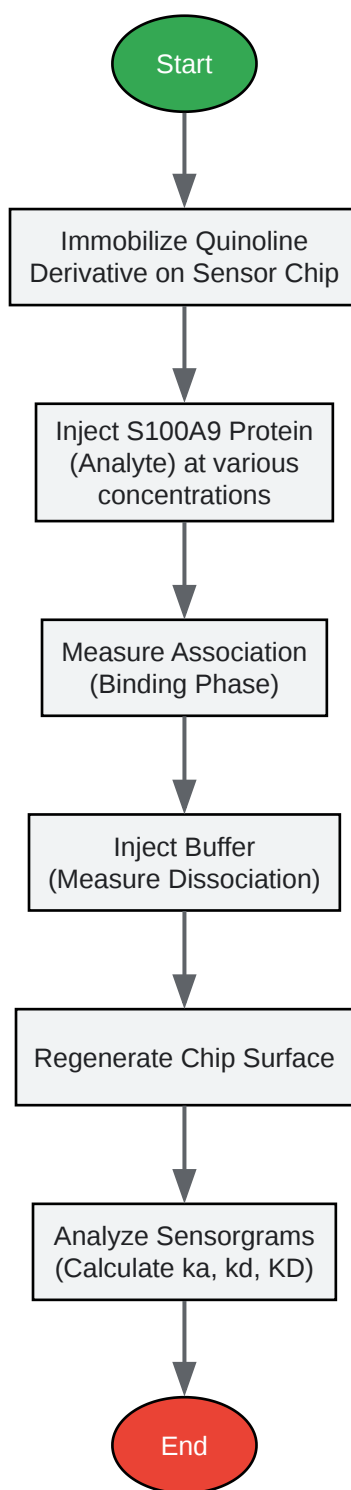 Start
Immobilize Quinoline
Derivative on Sensor Chip
Inject S100A9 Protein
(Analyte) at various
concentrations
Measure Association
(Binding Phase)
Inject Buffer
(Measure Dissociation)
Regenerate Chip Surface
Analyze Sensorgrams
(Calculate ka, kd, KD)
End